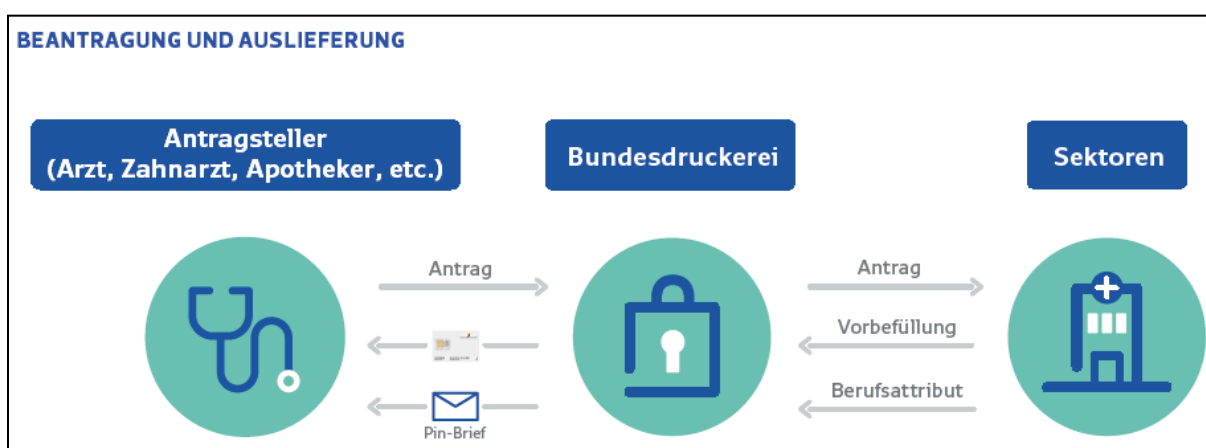 BEANTRAGUNG UND AUSLIEFERUNG
Antragsteller
(Arzt, Zahnarzt, Apotheker, etc.)
Bundesdruckerei
Sektoren
Antrag
Pin-Brief
Antrag
Vorbefüllung
Berufsattribut